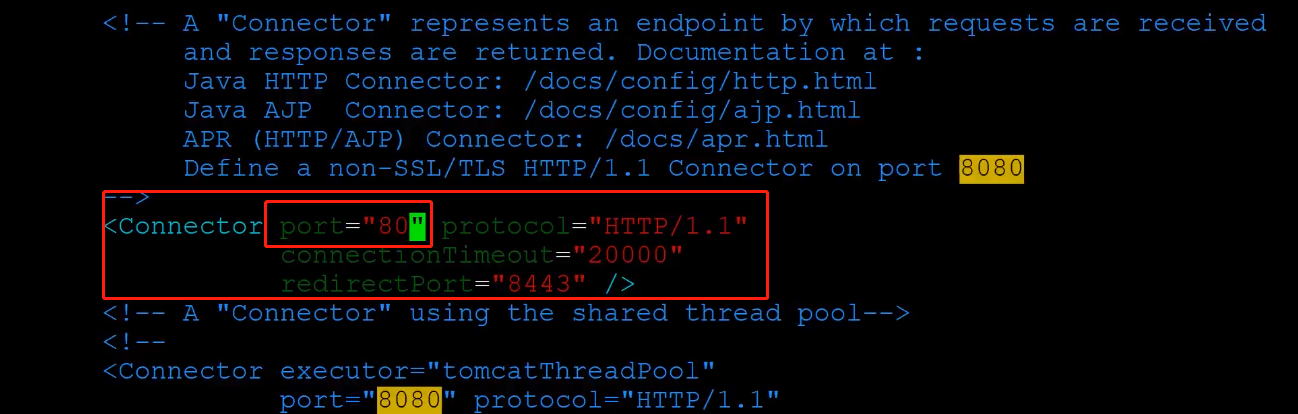 <!-- A "Connector" represents an endpoint by which requests are received
and responses are returned. Documentation at :
Java HTTP Connector: /docs/config/http.html
Java AJP  Connector: /docs/config/ajp.html
APR (HTTP/AJP) Connector: /docs/apr.html
Define a non-SSL/TLS HTTP/1.1 Connector on port 8080
-->
<Connector port="80" protocol="HTTP/1.1"
connectionTimeout="20000"
redirectPort="8443" />
<!-- A "Connector" using the shared thread pool-->
<!--
<Connector executor="tomcatThreadPool"
port="8080" protocol="HTTP/1.1"